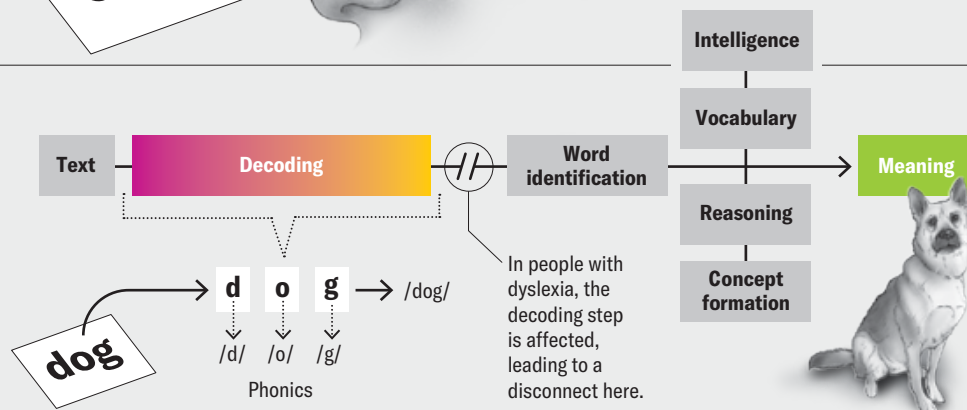 Intelligence
Vocabulary
Text
Decoding
//
Word
identification
Meaning
Reasoning
Concept
formation
d o g
/dog/
/d/ /o/ /g/
Phonics
dog
In people with
dyslexia, the
decoding step
is affected,
leading to a
disconnect here.